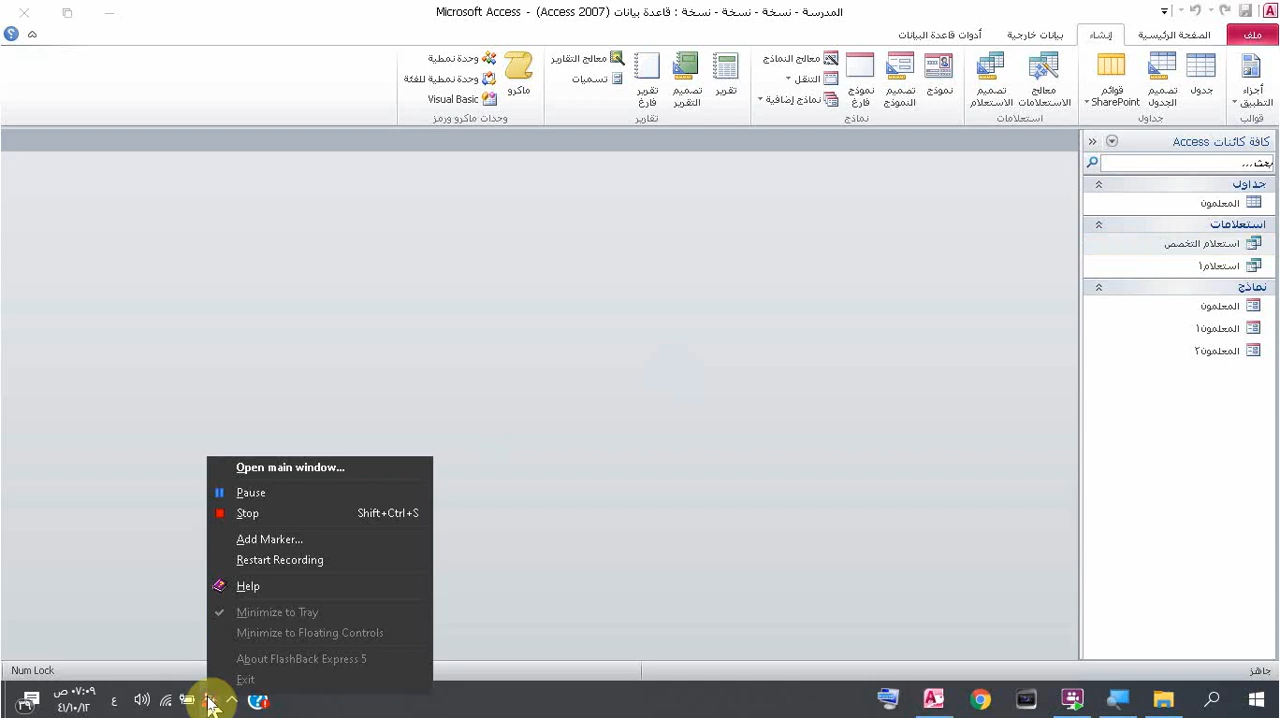 المدرسة - نسخة - نسخة - نسخة : قاعدة بيانات (Access 2007) - Microsoft Access
ملف
الصفحة الرئيسية
إنشاء
بيانات خارجية
أدوات قاعدة البيانات
أجزاء التطبيق
قوالب
جدول
تصميم الجدول
قوائم SharePoint
جداول
معالج الاستعلامات
تصميم الاستعلام
استعلامات
نموذج
تصميم النموذج
نموذج فارغ
معالج النماذج
التنقل
نماذج إضافية
نماذج
تقرير
تصميم التقرير
تقرير فارغ
معالج التقارير
تسميات
تقارير
ماكرو
وحدة نمطية
وحدة نمطية للفئة
Visual Basic
وحدات ماكرو ورمز
كافة كائنات Access
بحث...
جداول
المعلمون
استعلامات
استعلام التخصص
استعلام١
نماذج
المعلمون
المعلمون١
المعلمون٢
Open main window...
Pause
Stop Shift+Ctrl+S
Add Marker...
Restart Recording
Help
Minimize to Tray
Minimize to Floating Controls
About FlashBack Express 5
Exit
جاهز
Num Lock
ع
٠٧:٠٩ ص
٤١/١٠/١٢